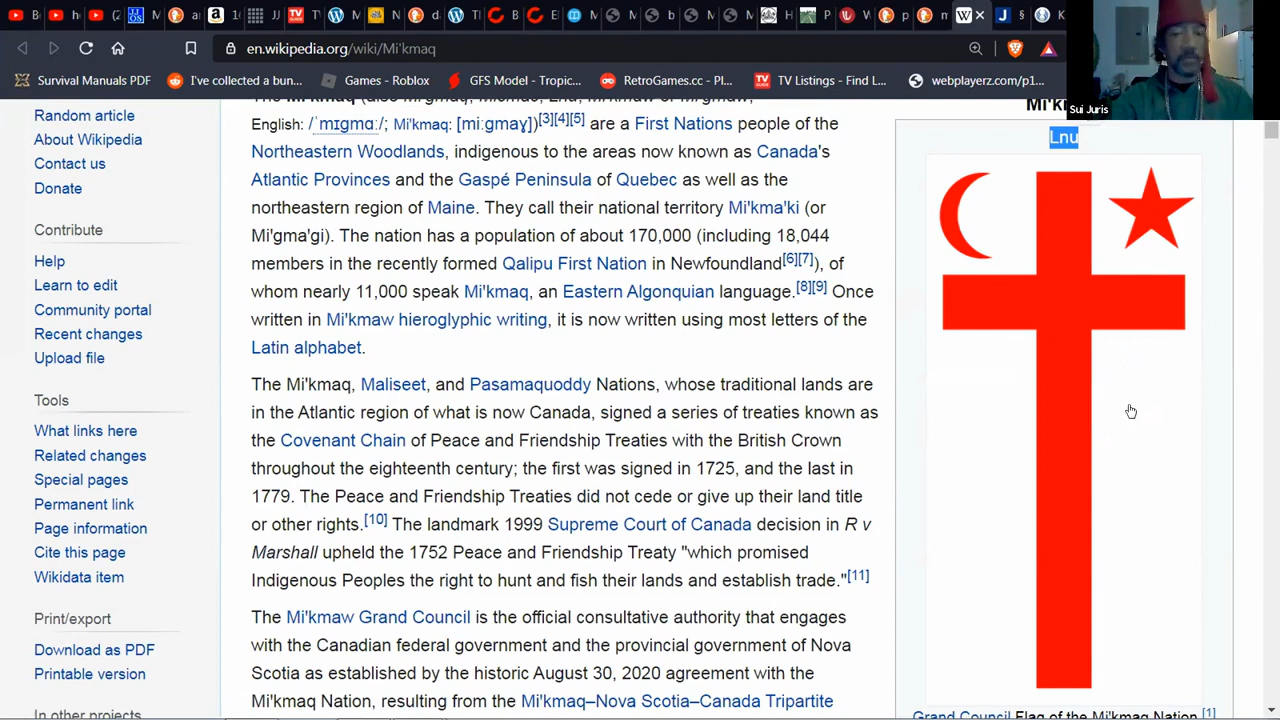 en.wikipedia.org/wiki/Mi'kmaq
Survival Manuals PDF
I've collected a bun...
Games - Roblox
GFS Model - Tropic...
RetroGames.cc - Pl...
TV Listings - Find L...
webplayerz.com/p1...
Sui Juris
Random article
About Wikipedia
Contact us
Donate
Contribute
Help
Learn to edit
Community portal
Recent changes
Upload file
Tools
What links here
Related changes
Special pages
Permanent link
Page information
Cite this page
Wikidata item
Print/export
Download as PDF
Printable version
In other projects
English: /ˈmɪɡmɑː/; Mi'kmaq: [miːɡmaɣ])[3][4][5] are a First Nations people of the
Northeastern Woodlands, indigenous to the areas now known as Canada's
Atlantic Provinces and the Gaspé Peninsula of Quebec as well as the
northeastern region of Maine. They call their national territory Mi'kma'ki (or
Mi'gma'gi). The nation has a population of about 170,000 (including 18,044
members in the recently formed Qalipu First Nation in Newfoundland[6][7]), of
whom nearly 11,000 speak Mi'kmaq, an Eastern Algonquian language.[8][9] Once
written in Mi'kmaw hieroglyphic writing, it is now written using most letters of the
Latin alphabet.
The Mi'kmaq, Maliseet, and Pasamaquoddy Nations, whose traditional lands are
in the Atlantic region of what is now Canada, signed a series of treaties known as
the Covenant Chain of Peace and Friendship Treaties with the British Crown
throughout the eighteenth century; the first was signed in 1725, and the last in
1779. The Peace and Friendship Treaties did not cede or give up their land title
or other rights.[10] The landmark 1999 Supreme Court of Canada decision in R v
Marshall upheld the 1752 Peace and Friendship Treaty "which promised
Indigenous Peoples the right to hunt and fish their lands and establish trade."[11]
The Mi'kmaw Grand Council is the official consultative authority that engages
with the Canadian federal government and the provincial government of Nova
Scotia as established by the historic August 30, 2020 agreement with the
Mi'kmaq Nation, resulting from the Mi'kmaq–Nova Scotia–Canada Tripartite
Lnu
Grand Council Flag of the Mi'kmaq Nation.[1]